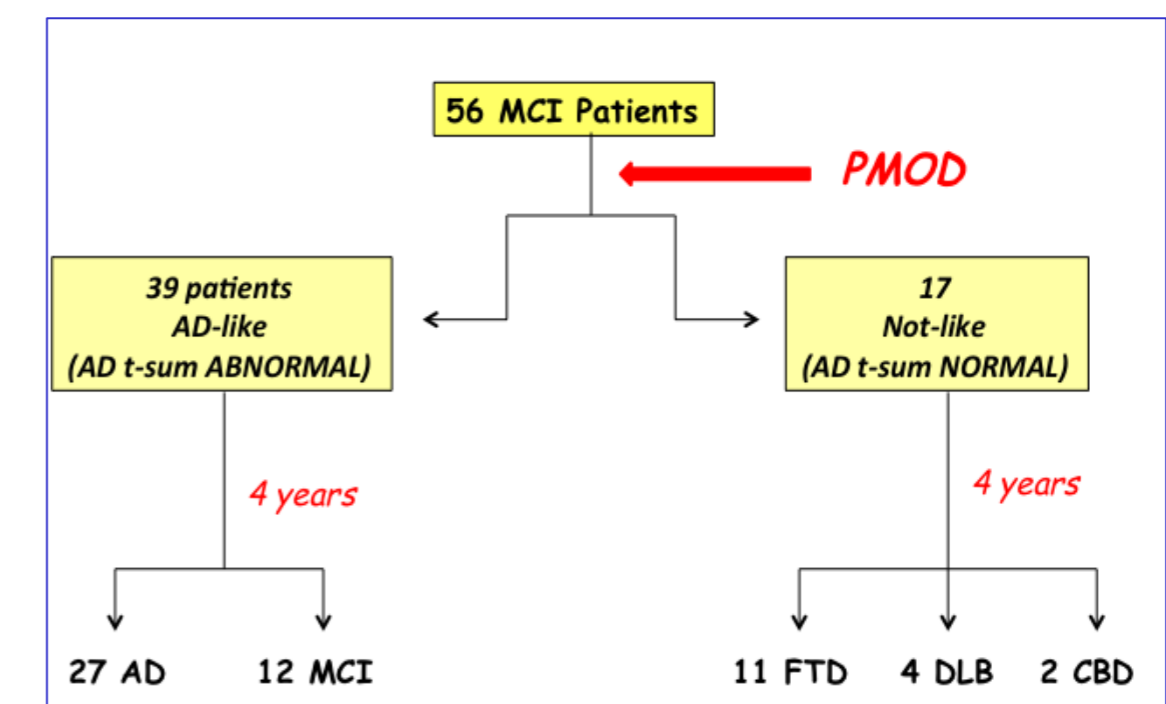 56 MCI Patients
PMOD
39 patients
AD-like
(AD t-sum ABNORMAL)
17
Not-like
(AD t-sum NORMAL)
4 years
4 years
27 AD
12 MCI
11 FTD
4 DLB
2 CBD